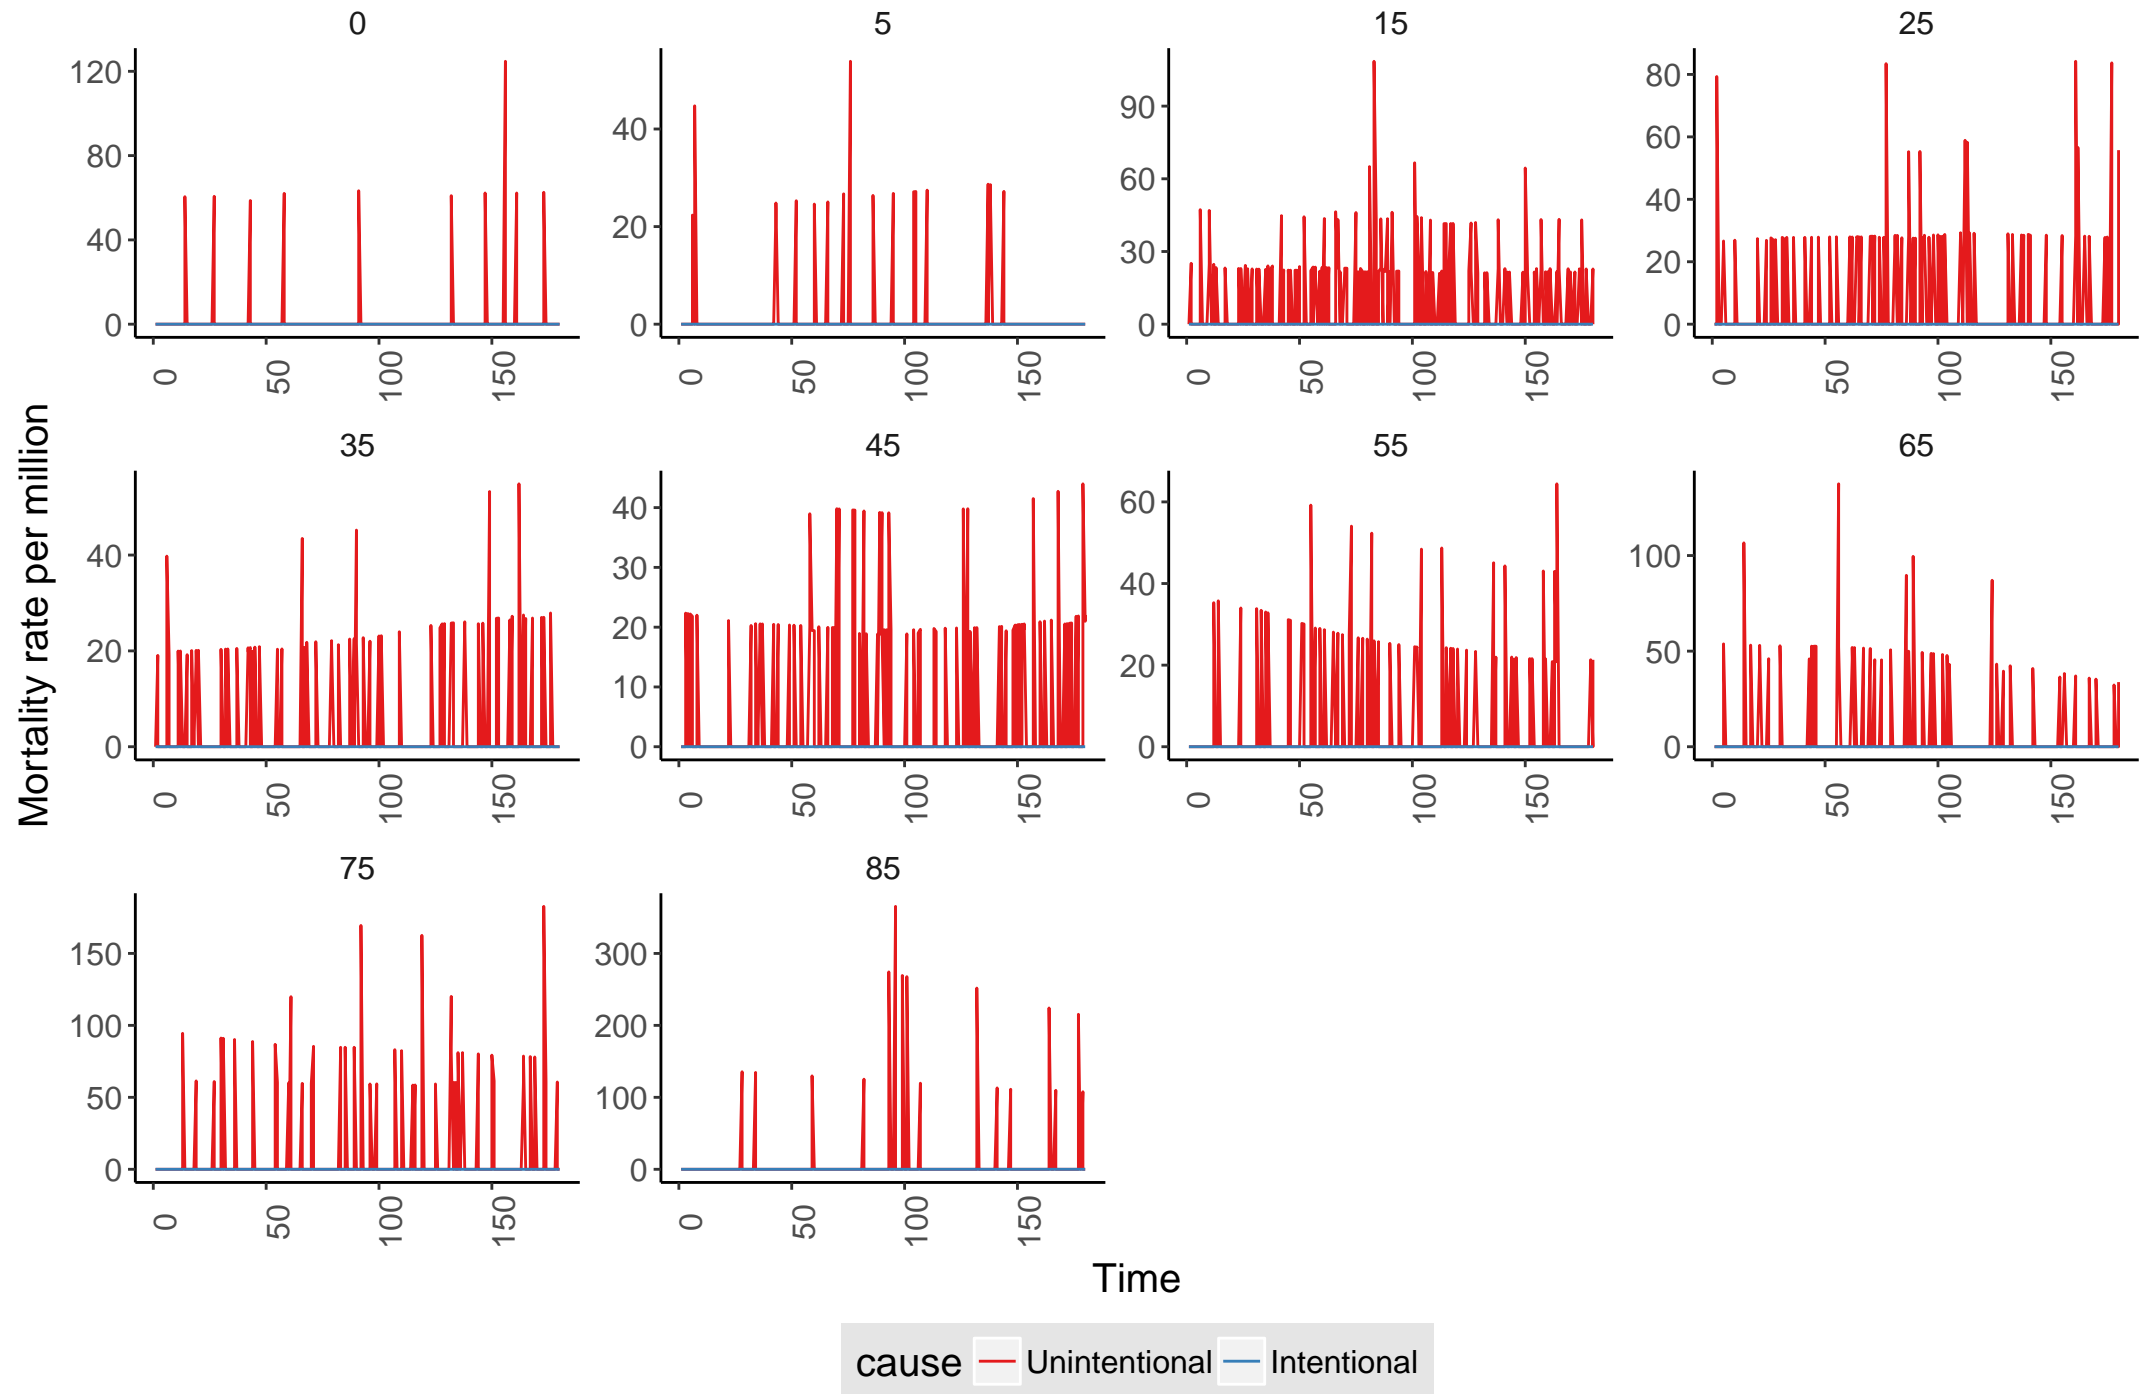 0 5 15 25
120 80 40 0
40 20 0
90 60 30 0
80 60 40 20 0
0 50 100 150 0 50 100 150 0 50 100 150 0 50 100 150
Mortality rate per million
35 45 55 65
40 20 0
40 30 20 10 0
60 40 20 0
100 50 0
0 50 100 150 0 50 100 150 0 50 100 150 0 50 100 150
75 85
150 100 50 0
300 200 100 0
0 50 100 150 0 50 100 150
Time
cause Unintentional Intentional